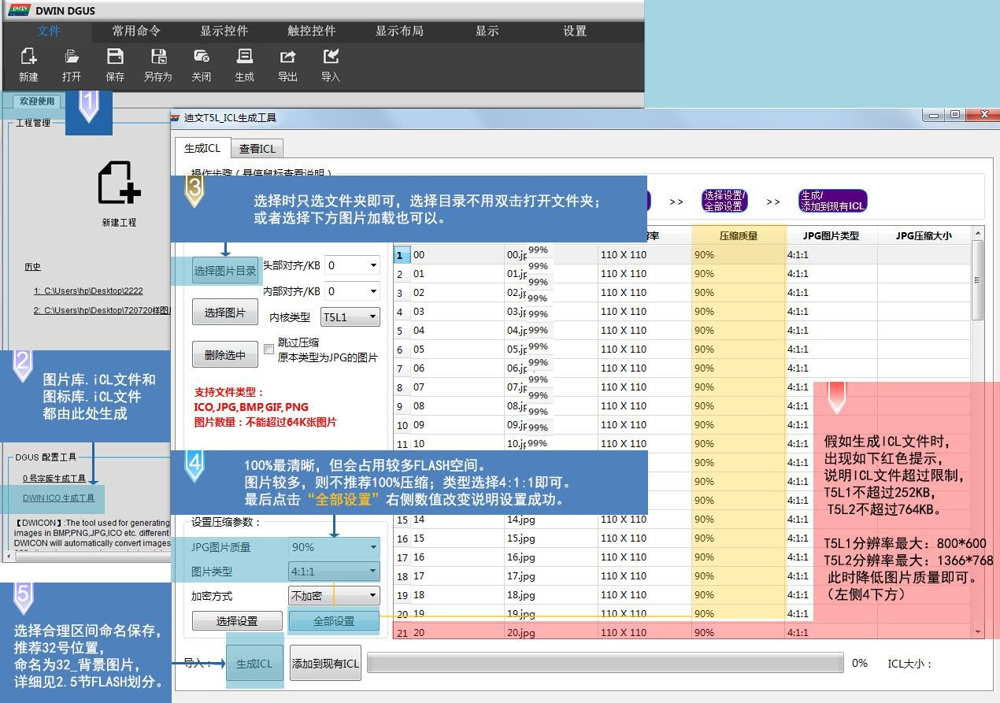 DWIN DGUS
文件 常用命令 显示控件 触控控件 显示布局 显示 设置
新建 打开 保存 另存为 关闭 生成 导出 导入
欢迎使用
1
工程管理
新建工程
历史
1: C:\Users\hp\Desktop\2222
2: C:\Users\hp\Desktop\720720样图
2
图片库.iCL文件和
图标库.iCL文件
都由此处生成
DGUS 配置工具
0 号字库生成工具
DWIN ICO 生成工具
【DWICON】:The tool used for generating
images in BMP,PNG,JPG,ICO etc. different
DWICON will automatically convert images
5
选择合理区间命名保存，
推荐32号位置，
命名为32_背景图片，
详细见2.5节FLASH划分。
迪文T5L_ICL生成工具
生成ICL 查看ICL
操作步骤（悬停鼠标查看说明）
3
选择时只选文件夹即可，选择目录不用双击打开文件夹；
或者选择下方图片加载也可以。
>> 选择设置/
全部设置 >> 生成/
添加到现有ICL
选择图片目录 头部对齐/KB 0
内部对齐/KB 0
选择图片 内核类型 T5L1
删除选中 跳过压缩
原本类型为JPG的图片
支持文件类型：
ICO,JPG,BMP,GIF,PNG
图片数量：不能超过64K张图片
4
100%最清晰，但会占用较多FLASH空间。
图片较多，则不推荐100%压缩；类型选择4:1:1即可。
最后点击“全部设置”右侧数值改变说明设置成功。
设置压缩参数：
JPG图片质量 90%
图片类型 4:1:1
加密方式 不加密
选择设置 全部设置
导入： 生成ICL 添加到现有ICL 0% ICL大小：
率 压缩质量 JPG图片类型 JPG压缩大小
1 00 00.jp 110 X 110 90% 4:1:1
2 01 01.jp 110 X 110 90% 4:1:1
3 02 02.jp 110 X 110 90% 4:1:1
4 03 03.jp 110 X 110 90% 4:1:1
5 04 04.jp 110 X 110 90% 4:1:1
6 05 05.jp 110 X 110 90% 4:1:1
7 06 06.jp 110 X 110 90% 4:1:1
8 07 07.jp 110 X 110 90% 4:1:1
9 08 08.jp 110 X 110 90% 4:1:1
10 09 09.jp 110 X 110 90% 4:1:1
11 10 10.jp 110 X 110 90% 4:1:1
99%
99%
99%
99%
99%
99%
99%
99%
99%
99%
99%
99%
99%
90% 4:1:1
90% 4:1:1
90% 4:1:1
15 14 14.jpg 110 X 110 90% 4:1:1
16 15 15.jpg 110 X 110 90% 4:1:1
17 16 16.jpg 110 X 110 90% 4:1:1
18 17 17.jpg 110 X 110 90% 4:1:1
19 18 18.jpg 110 X 110 90% 4:1:1
20 19 19.jpg 110 X 110 90% 4:1:1
21 20 20.jpg 110 X 110 90% 4:1:1
假如生成ICL文件时，
出现如下红色提示，
说明ICL文件超过限制，
T5L1不超过252KB，
T5L2不超过764KB。
T5L1分辨率最大：800*600
T5L2分辨率最大：1366*768
此时降低图片质量即可。
（左侧4下方）